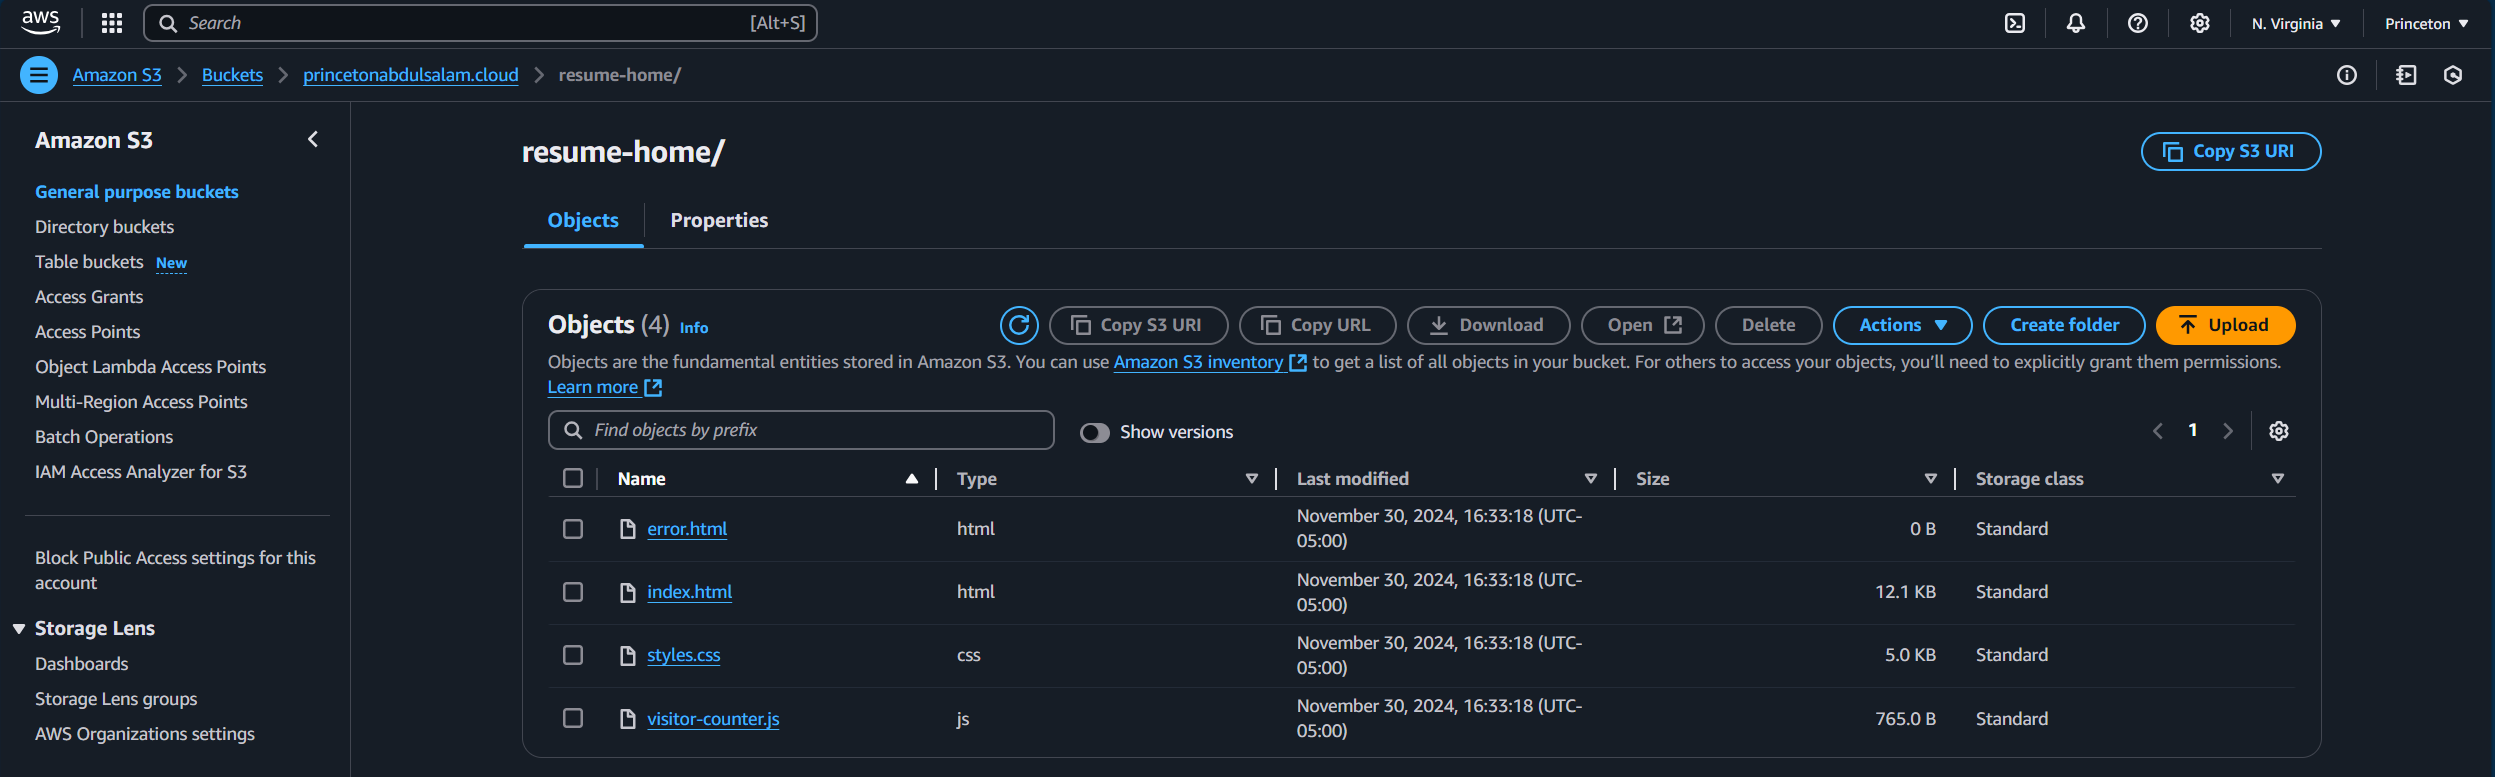 aws
Search [Alt+S]
N. Virginia
Princeton
Amazon S3
Buckets
princetonabdulsalam.cloud
resume-home/
Amazon S3
General purpose buckets
Directory buckets
Table buckets New
Access Grants
Access Points
Object Lambda Access Points
Multi-Region Access Points
Batch Operations
IAM Access Analyzer for S3
Block Public Access settings for this
account
Storage Lens
Dashboards
Storage Lens groups
AWS Organizations settings
resume-home/
Copy S3 URI
Objects
Properties
Objects (4) Info
Copy S3 URI
Copy URL
Download
Open
Delete
Actions
Create folder
Upload
Objects are the fundamental entities stored in Amazon S3. You can use Amazon S3 inventory to get a list of all objects in your bucket. For others to access your objects, you’ll need to explicitly grant them permissions.
Learn more
Find objects by prefix
Show versions
1
Name Type Last modified Size Storage class
error.html html November 30, 2024, 16:33:18 (UTC-
05:00) 0 B Standard
index.html html November 30, 2024, 16:33:18 (UTC-
05:00) 12.1 KB Standard
styles.css css November 30, 2024, 16:33:18 (UTC-
05:00) 5.0 KB Standard
visitor-counter.js js November 30, 2024, 16:33:18 (UTC-
05:00) 765.0 B Standard